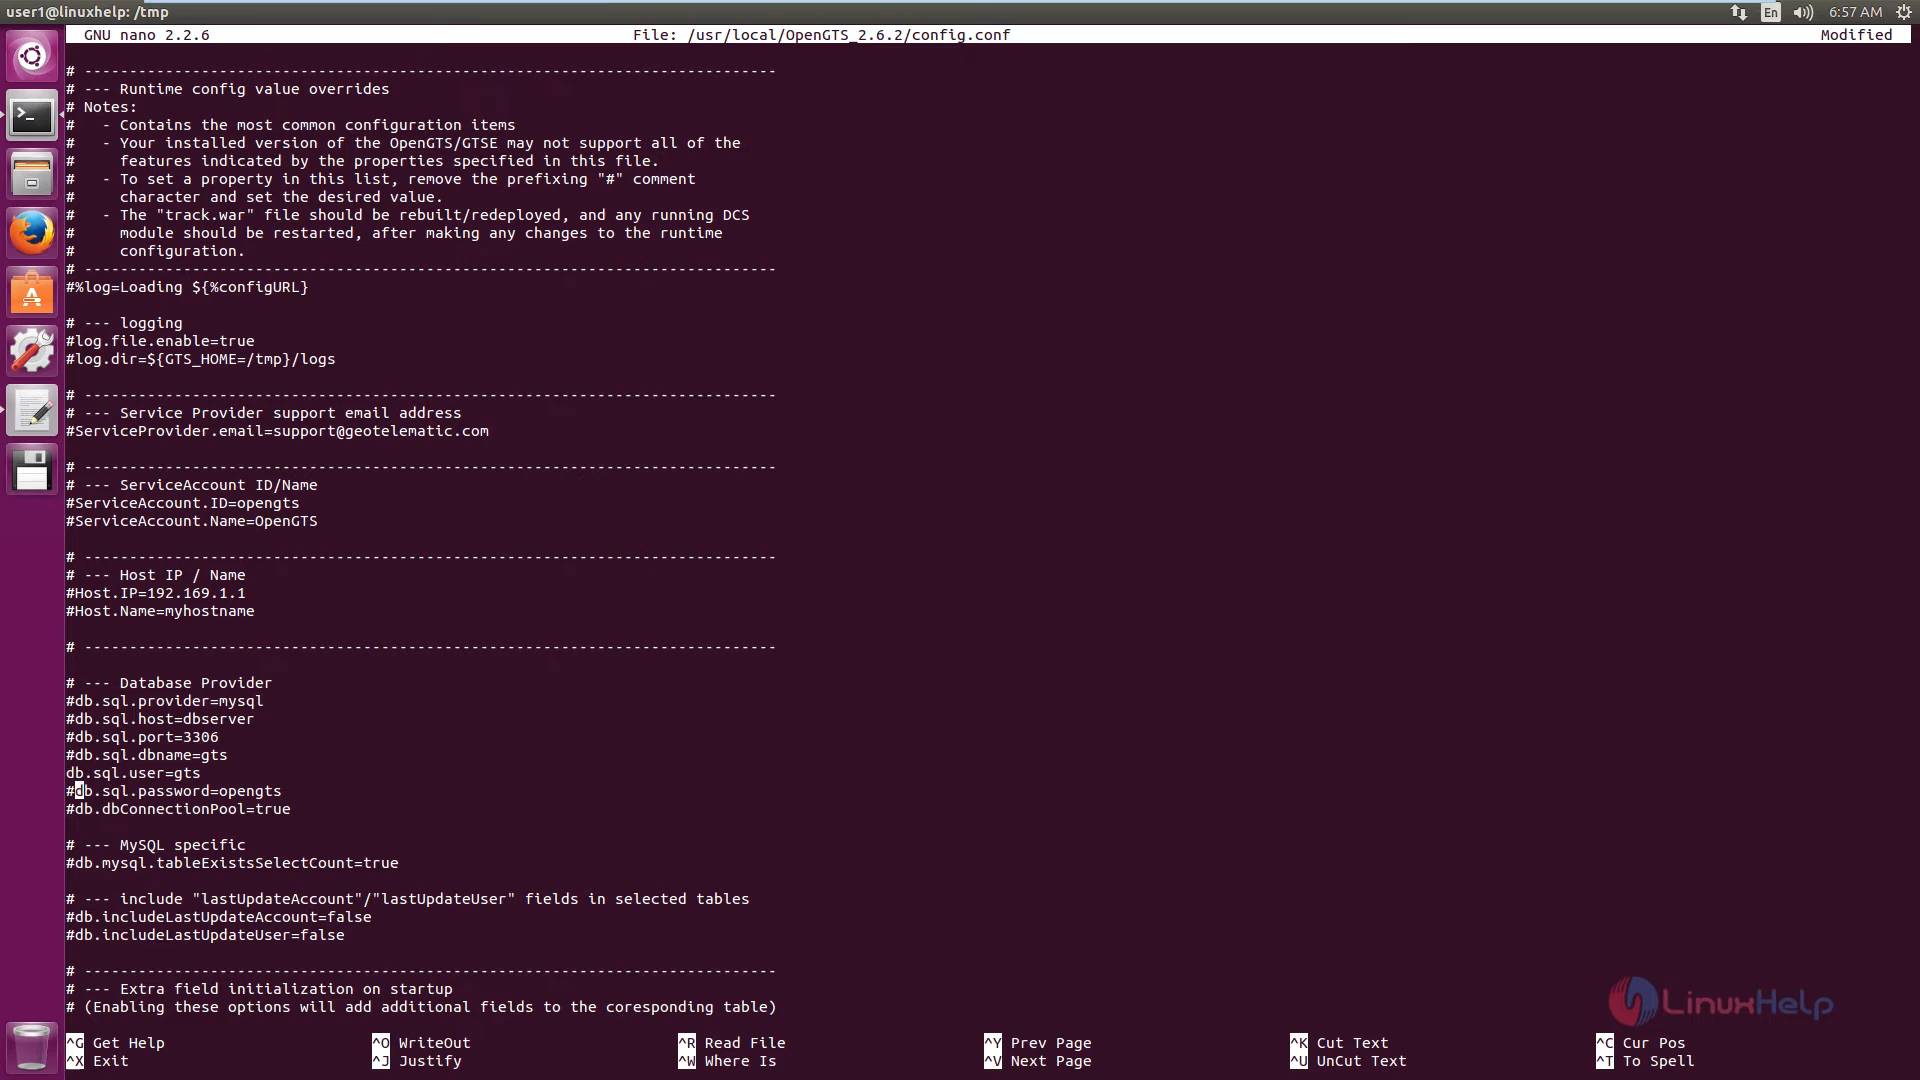 user1@linuxhelp: /tmp
En
6:57 AM
GNU nano 2.2.6 File: /usr/local/OpenGTS_2.6.2/config.conf Modified
# -----------------------------------------------------------------------------
# --- Runtime config value overrides
# Notes:
#   - Contains the most common configuration items
#   - Your installed version of the OpenGTS/GTSE may not support all of the
#     features indicated by the properties specified in this file.
#   - To set a property in this list, remove the prefixing "#" comment
#     character and set the desired value.
#   - The "track.war" file should be rebuilt/redeployed, and any running DCS
#     module should be restarted, after making any changes to the runtime
#     configuration.
# -----------------------------------------------------------------------------
#%log=Loading ${%configURL}
# --- logging
#log.file.enable=true
#log.dir=${GTS_HOME=/tmp}/logs
# -----------------------------------------------------------------------------
# --- Service Provider support email address
#ServiceProvider.email=support@geotelematic.com
# -----------------------------------------------------------------------------
# --- ServiceAccount ID/Name
#ServiceAccount.ID=opengts
#ServiceAccount.Name=OpenGTS
# -----------------------------------------------------------------------------
# --- Host IP / Name
#Host.IP=192.169.1.1
#Host.Name=myhostname
# -----------------------------------------------------------------------------
# --- Database Provider
#db.sql.provider=mysql
#db.sql.host=dbserver
#db.sql.port=3306
#db.sql.dbname=gts
db.sql.user=gts
#db.sql.password=opengts
#db.dbConnectionPool=true
# --- MySQL specific
#db.mysql.tableExistsSelectCount=true
# --- include "lastUpdateAccount"/"lastUpdateUser" fields in selected tables
#db.includeLastUpdateAccount=false
#db.includeLastUpdateUser=false
# -----------------------------------------------------------------------------
# --- Extra field initialization on startup
# (Enabling these options will add additional fields to the coresponding table)
LinuxHelp
^G Get Help ^O WriteOut ^R Read File ^Y Prev Page ^K Cut Text ^C Cur Pos
^X Exit ^J Justify ^W Where Is ^V Next Page ^U UnCut Text ^T To Spell